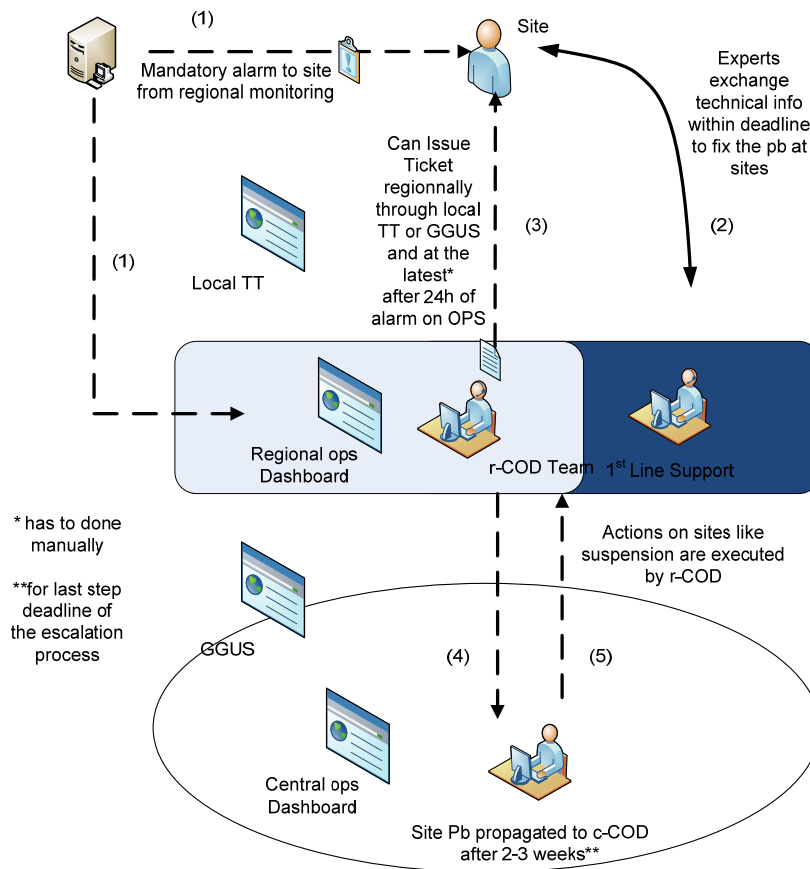 (1)
Site
Mandatory alarm to site
from regional monitoring
Experts
exchange
technical info
within deadline
to fix the pb at
sites
Can Issue
Ticket
regionnally
through local
TT or GGUS
and at the
latest*
after 24h of
alarm on OPS
(3)
(2)
(1)
Local TT
Regional ops
Dashboard
r-COD Team
1st Line Support
* has to done
manually
**for last step
deadline of
the escalation
process
Actions on sites like
suspension are executed
by r-COD
GGUS
(4)
(5)
Central ops
Dashboard
Site Pb propagated to c-COD
after 2-3 weeks**